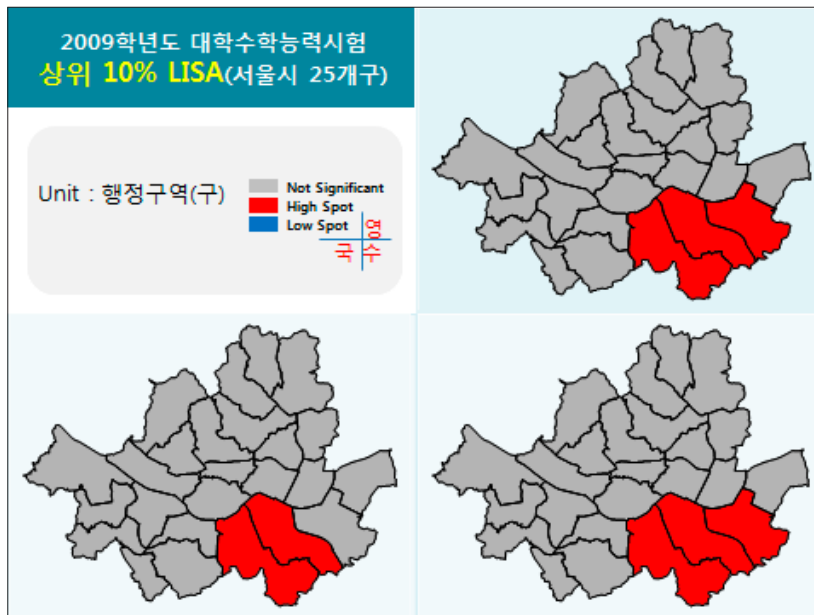 2009학년도 대학수학능력시험
상위 10% LISA(서울시 25개구)
Unit : 행정구역(구)
Not Significant
High Spot
Low Spot
영
국 수